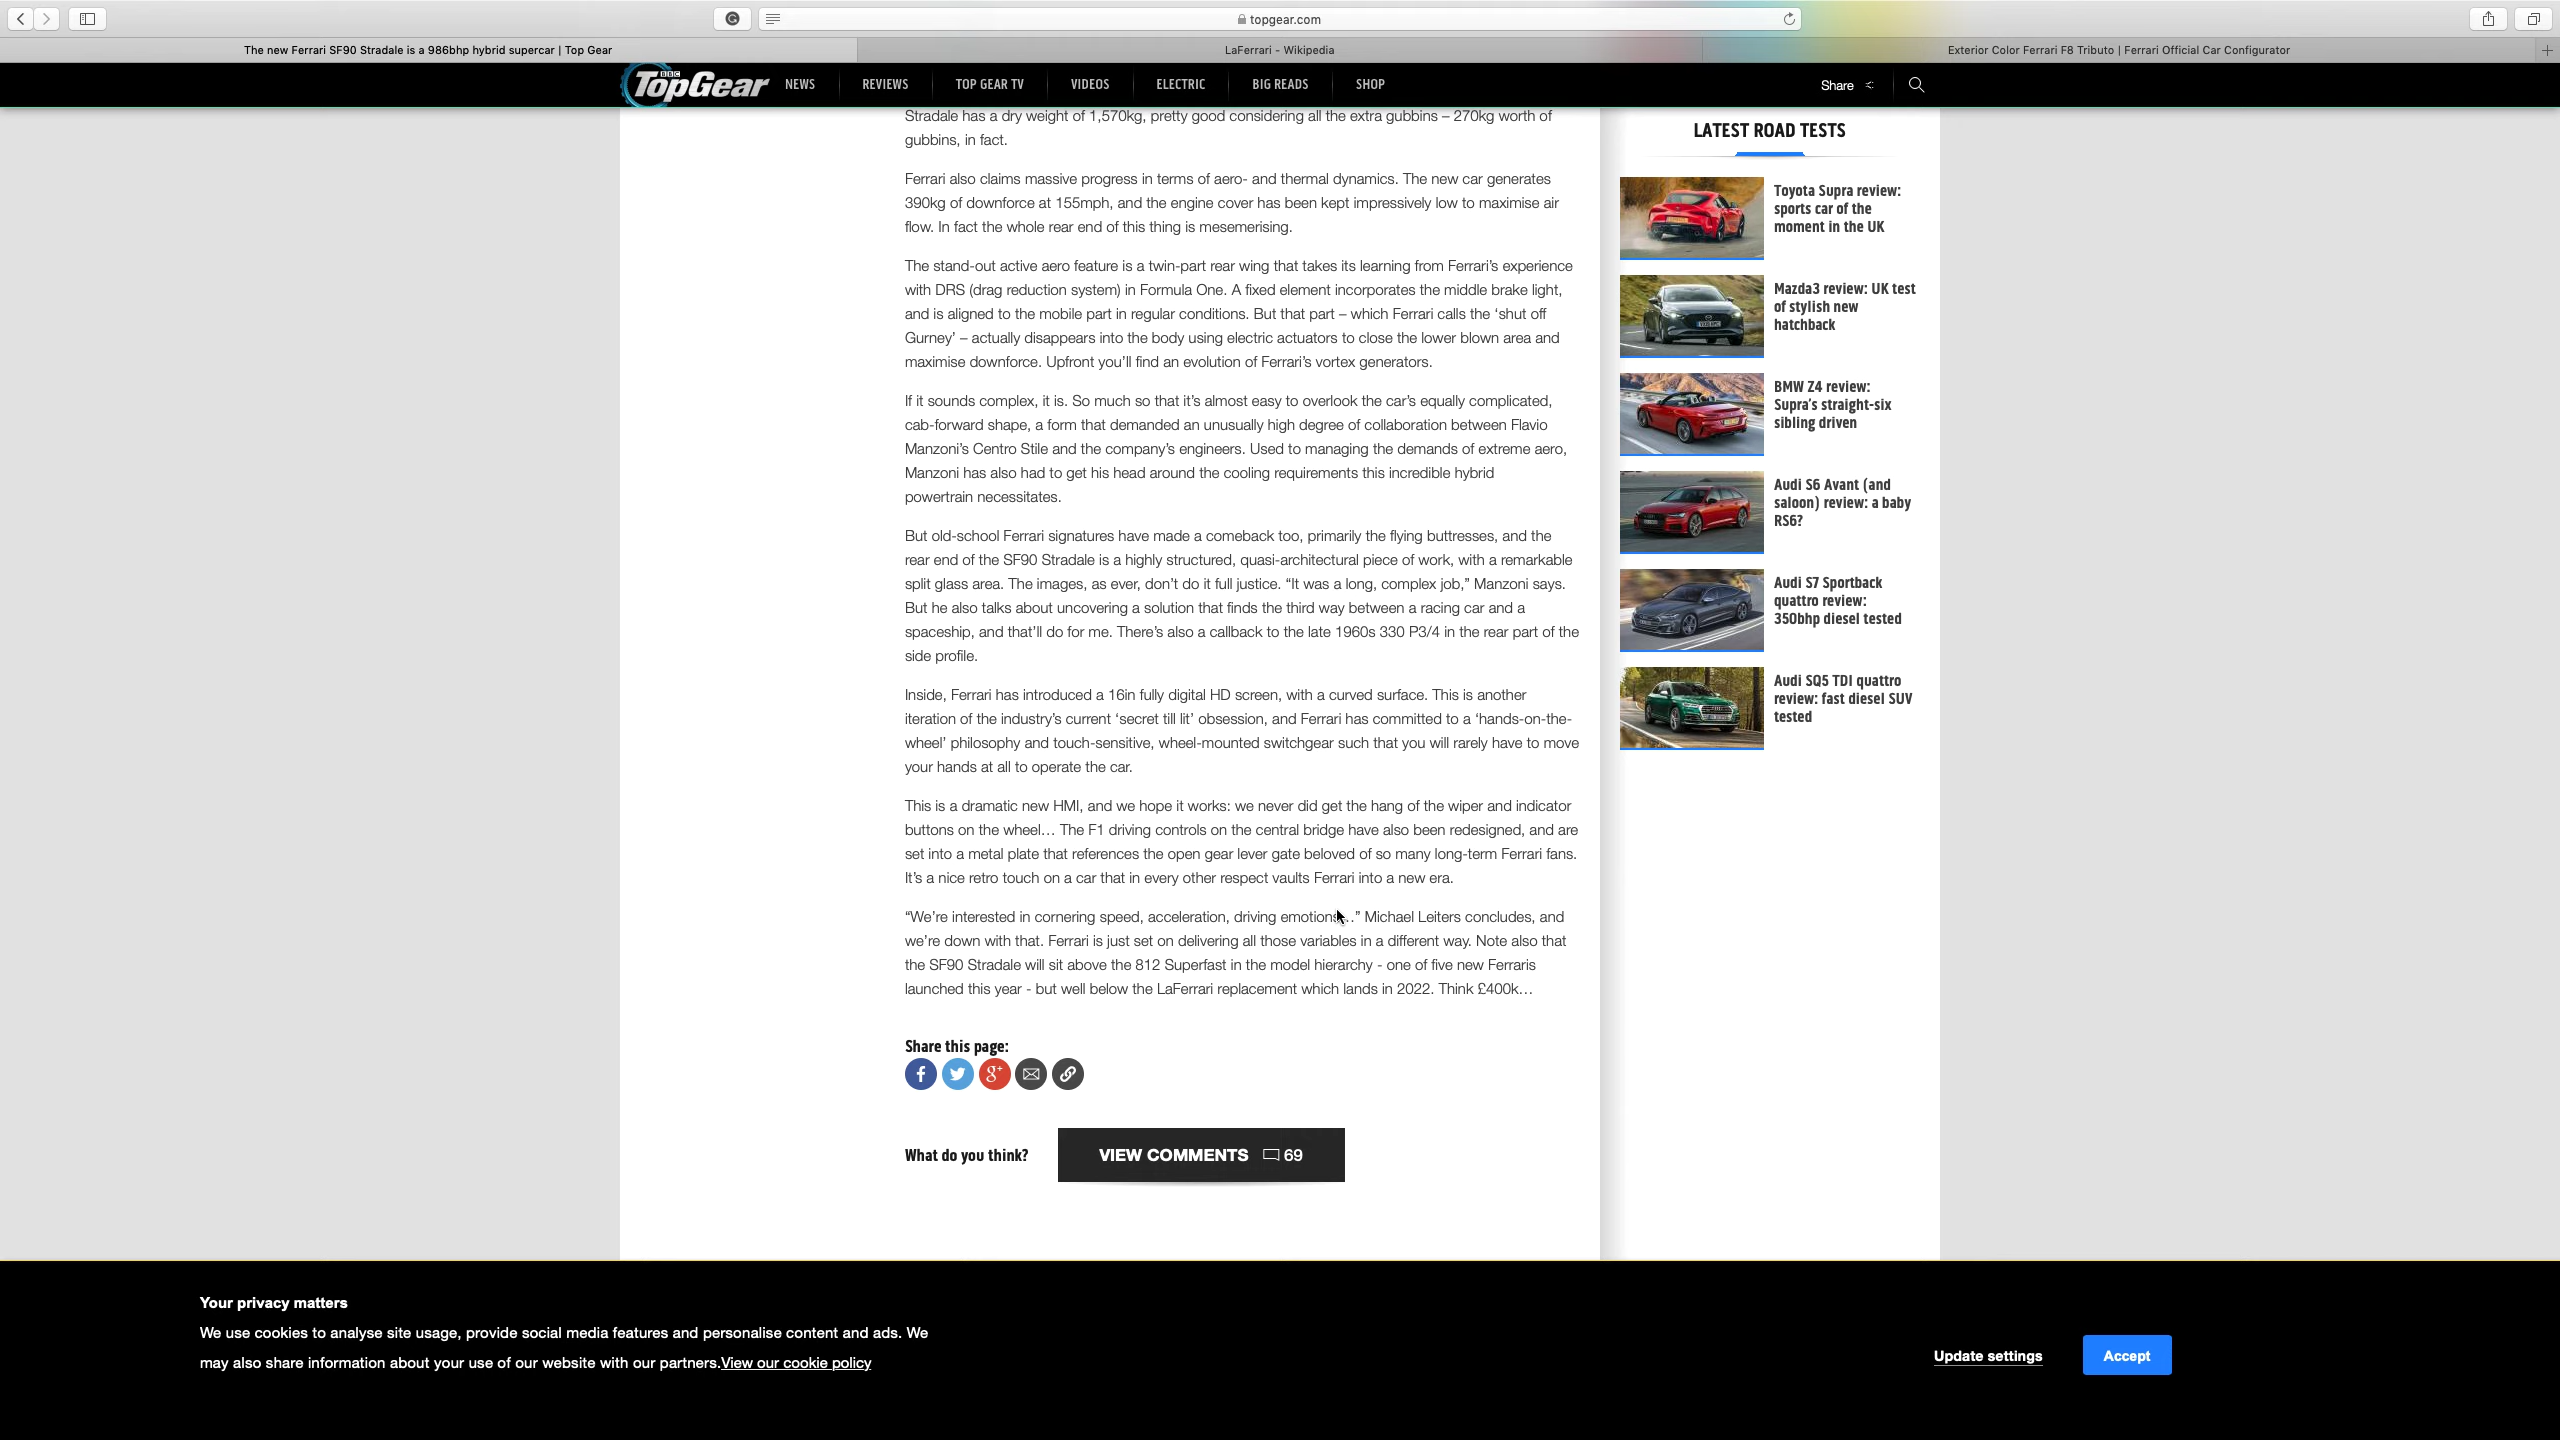 topgear.com
The new Ferrari SF90 Stradale is a 986bhp hybrid supercar | Top Gear
LaFerrari - Wikipedia
Exterior Color Ferrari F8 Tributo | Ferrari Official Car Configurator
BBC
TopGear
NEWS
REVIEWS
TOP GEAR TV
VIDEOS
ELECTRIC
BIG READS
SHOP
Share
Stradale has a dry weight of 1,570kg, pretty good considering all the extra gubbins – 270kg worth of
gubbins, in fact.
Ferrari also claims massive progress in terms of aero- and thermal dynamics. The new car generates
390kg of downforce at 155mph, and the engine cover has been kept impressively low to maximise air
flow. In fact the whole rear end of this thing is mesemerising.
The stand-out active aero feature is a twin-part rear wing that takes its learning from Ferrari’s experience
with DRS (drag reduction system) in Formula One. A fixed element incorporates the middle brake light,
and is aligned to the mobile part in regular conditions. But that part – which Ferrari calls the ‘shut off
Gurney’ – actually disappears into the body using electric actuators to close the lower blown area and
maximise downforce. Upfront you’ll find an evolution of Ferrari’s vortex generators.
If it sounds complex, it is. So much so that it’s almost easy to overlook the car’s equally complicated,
cab-forward shape, a form that demanded an unusually high degree of collaboration between Flavio
Manzoni’s Centro Stile and the company’s engineers. Used to managing the demands of extreme aero,
Manzoni has also had to get his head around the cooling requirements this incredible hybrid
powertrain necessitates.
But old-school Ferrari signatures have made a comeback too, primarily the flying buttresses, and the
rear end of the SF90 Stradale is a highly structured, quasi-architectural piece of work, with a remarkable
split glass area. The images, as ever, don’t do it full justice. “It was a long, complex job,” Manzoni says.
But he also talks about uncovering a solution that finds the third way between a racing car and a
spaceship, and that’ll do for me. There’s also a callback to the late 1960s 330 P3/4 in the rear part of the
side profile.
Inside, Ferrari has introduced a 16in fully digital HD screen, with a curved surface. This is another
iteration of the industry’s current ‘secret till lit’ obsession, and Ferrari has committed to a ‘hands-on-the-
wheel’ philosophy and touch-sensitive, wheel-mounted switchgear such that you will rarely have to move
your hands at all to operate the car.
This is a dramatic new HMI, and we hope it works: we never did get the hang of the wiper and indicator
buttons on the wheel… The F1 driving controls on the central bridge have also been redesigned, and are
set into a metal plate that references the open gear lever gate beloved of so many long-term Ferrari fans.
It’s a nice retro touch on a car that in every other respect vaults Ferrari into a new era.
“We’re interested in cornering speed, acceleration, driving emotions…” Michael Leiters concludes, and
we’re down with that. Ferrari is just set on delivering all those variables in a different way. Note also that
the SF90 Stradale will sit above the 812 Superfast in the model hierarchy - one of five new Ferraris
launched this year - but well below the LaFerrari replacement which lands in 2022. Think £400k…
Share this page:
What do you think?
VIEW COMMENTS 69
LATEST ROAD TESTS
Toyota Supra review:
sports car of the
moment in the UK
Mazda3 review: UK test
of stylish new
hatchback
BMW Z4 review:
Supra’s straight-six
sibling driven
Audi S6 Avant (and
saloon) review: a baby
RS6?
Audi S7 Sportback
quattro review:
350bhp diesel tested
Audi SQ5 TDI quattro
review: fast diesel SUV
tested
Your privacy matters
We use cookies to analyse site usage, provide social media features and personalise content and ads. We
may also share information about your use of our website with our partners.View our cookie policy
Update settings
Accept